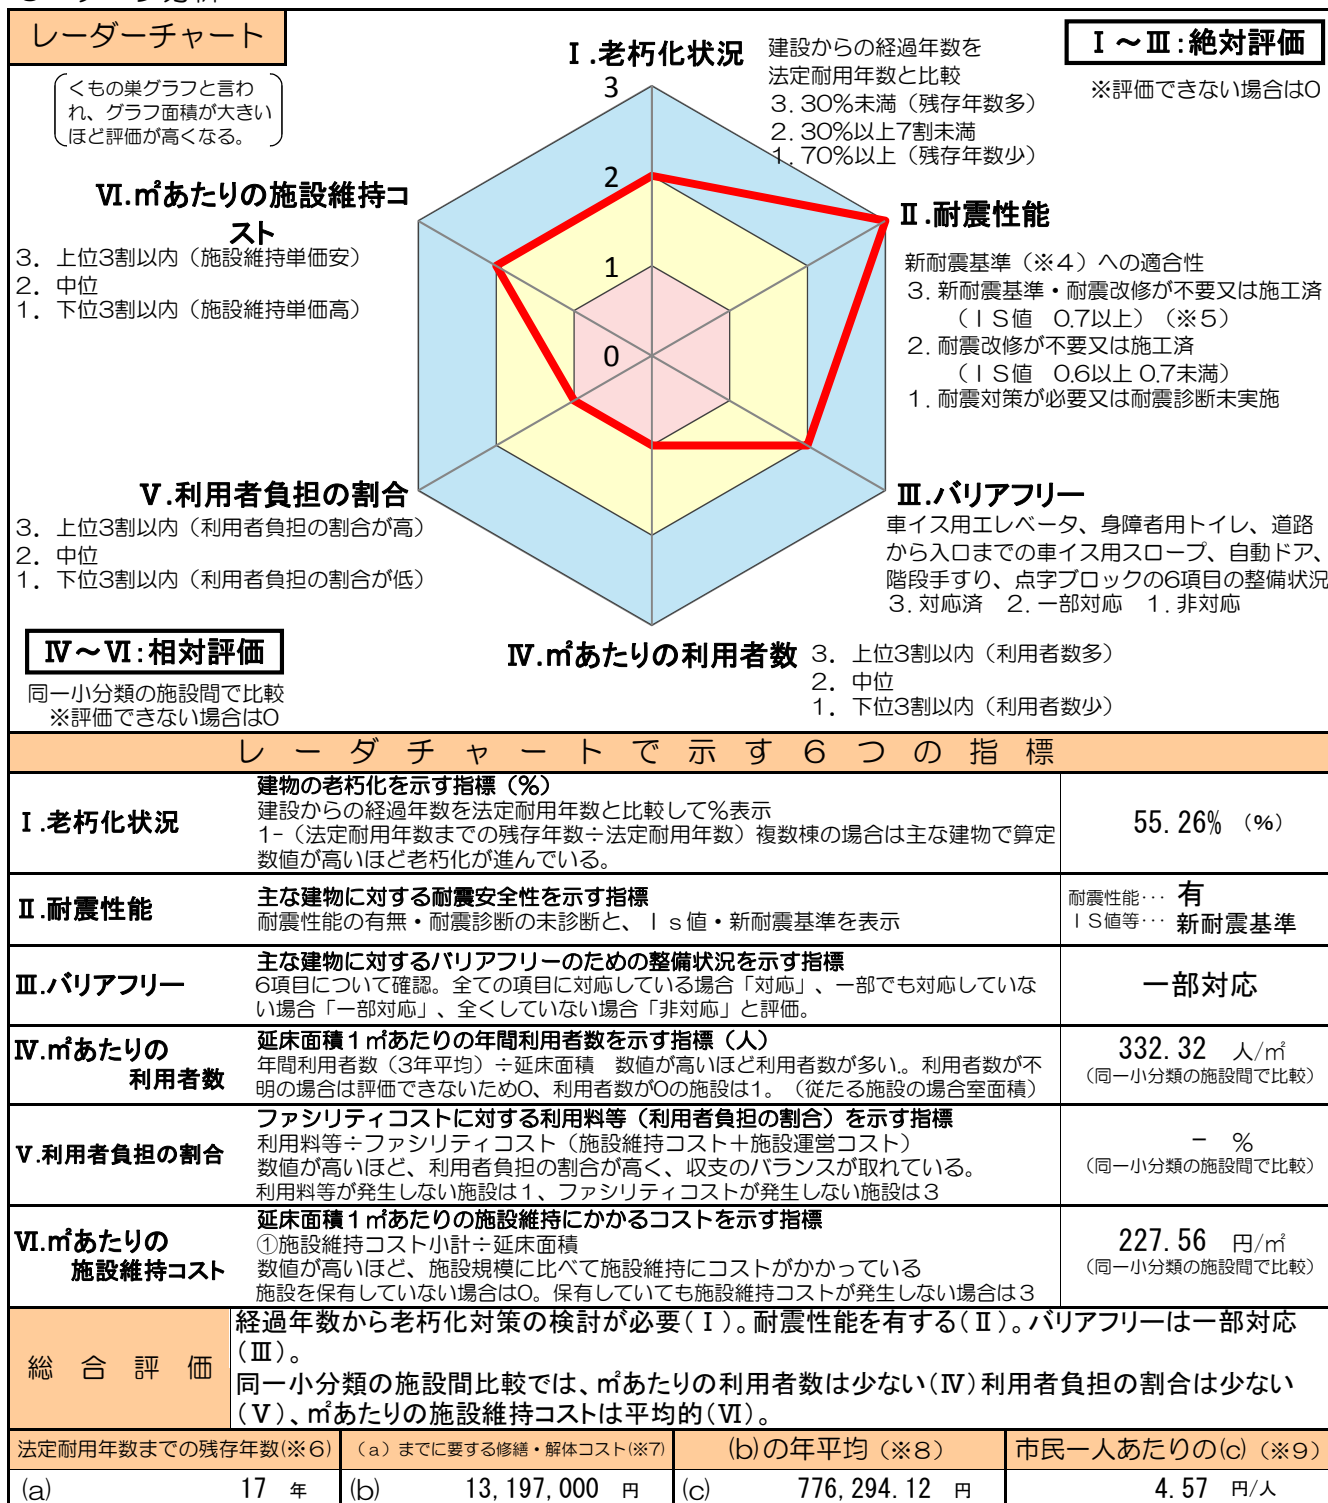 レーダーチャート
くもの巣グラフと言わ
れ、グラフ面積が大きい
ほど評価が高くなる。
Ⅰ～Ⅲ：絶対評価
※評価できない場合は0
Ⅰ.老朽化状況
建設からの経過年数を
法定耐用年数と比較
3．30%未満（残存年数多）
2．30%以上7割未満
1．70%以上（残存年数少）
3
2
1
0
Ⅱ.耐震性能
新耐震基準（※４）への適合性
3．新耐震基準・耐震改修が不要又は施工済
（ＩＳ値　0.7以上）（※５）
2．耐震改修が不要又は施工済
（ＩＳ値　0.6以上 0.7未満）
1．耐震対策が必要又は耐震診断未実施
Ⅲ.バリアフリー
車イス用エレベータ、身障者用トイレ、道路
から入口までの車イス用スロープ、自動ドア、
階段手すり、点字ブロックの6項目の整備状況
3．対応済　2．一部対応　1．非対応
Ⅳ.㎡あたりの利用者数
3．上位3割以内（利用者数多）
2．中位
1．下位3割以内（利用者数少）
Ⅴ.利用者負担の割合
3．上位3割以内（利用者負担の割合が高）
2．中位
1．下位3割以内（利用者負担の割合が低）
Ⅵ.㎡あたりの施設維持コ
スト
3．上位3割以内（施設維持単価安）
2．中位
1．下位3割以内（施設維持単価高）
Ⅳ～Ⅵ：相対評価
同一小分類の施設間で比較
※評価できない場合は0
レーダチャートで示す６つの指標
Ⅰ.老朽化状況
建物の老朽化を示す指標（％）
建設からの経過年数を法定耐用年数と比較して%表示
1-（法定耐用年数までの残存年数÷法定耐用年数）複数棟の場合は主な建物で算定
数値が高いほど老朽化が進んでいる。
55.26%（%）
Ⅱ.耐震性能
主な建物に対する耐震安全性を示す指標
耐震性能の有無・耐震診断の未診断と、Ｉｓ値・新耐震基準を表示
耐震性能･･･ 有
ＩＳ値等･･･ 新耐震基準
Ⅲ.バリアフリー
主な建物に対するバリアフリーのための整備状況を示す指標
6項目について確認。全ての項目に対応している場合「対応」、一部でも対応していな
い場合「一部対応」、全くしていない場合「非対応」と評価。
一部対応
Ⅳ.㎡あたりの
利用者数
延床面積１㎡あたりの年間利用者数を示す指標（人）
年間利用者数（3年平均）÷延床面積　数値が高いほど利用者数が多い。利用者数が不
明の場合は評価できないため0、利用者数が0の施設は1。（従たる施設の場合室面積）
332.32　人/㎡
（同一小分類の施設間で比較）
Ⅴ.利用者負担の割合
ファシリティコストに対する利用料等（利用者負担の割合）を示す指標
利用料等÷ファシリティコスト（施設維持コスト＋施設運営コスト）
数値が高いほど、利用者負担の割合が高く、収支のバランスが取れている。
利用料等が発生しない施設は１、ファシリティコストが発生しない施設は３
－　%
（同一小分類の施設間で比較）
Ⅵ.㎡あたりの
施設維持コスト
延床面積１㎡あたりの施設維持にかかるコストを示す指標
①施設維持コスト小計÷延床面積
数値が高いほど、施設規模に比べて施設維持にコストがかかっている
施設を保有していない場合は0。保有していても施設維持コストが発生しない場合は３
227.56　円/㎡
（同一小分類の施設間で比較）
総合評価
経過年数から老朽化対策の検討が必要(Ⅰ)。耐震性能を有する(Ⅱ)。バリアフリーは一部対応
(Ⅲ)。
同一小分類の施設間比較では、㎡あたりの利用者数は少ない(Ⅳ)利用者負担の割合は少ない
(Ⅴ)、㎡あたりの施設維持コストは平均的(Ⅵ)。
法定耐用年数までの残存年数(※6)
（a）までに要する修繕・解体コスト(※7)
(b)の年平均（※8）
市民一人あたりの(c)（※9）
(a)　17　年
(b)　13,197,000　円
(c)　776,294.12　円
4.57　円/人